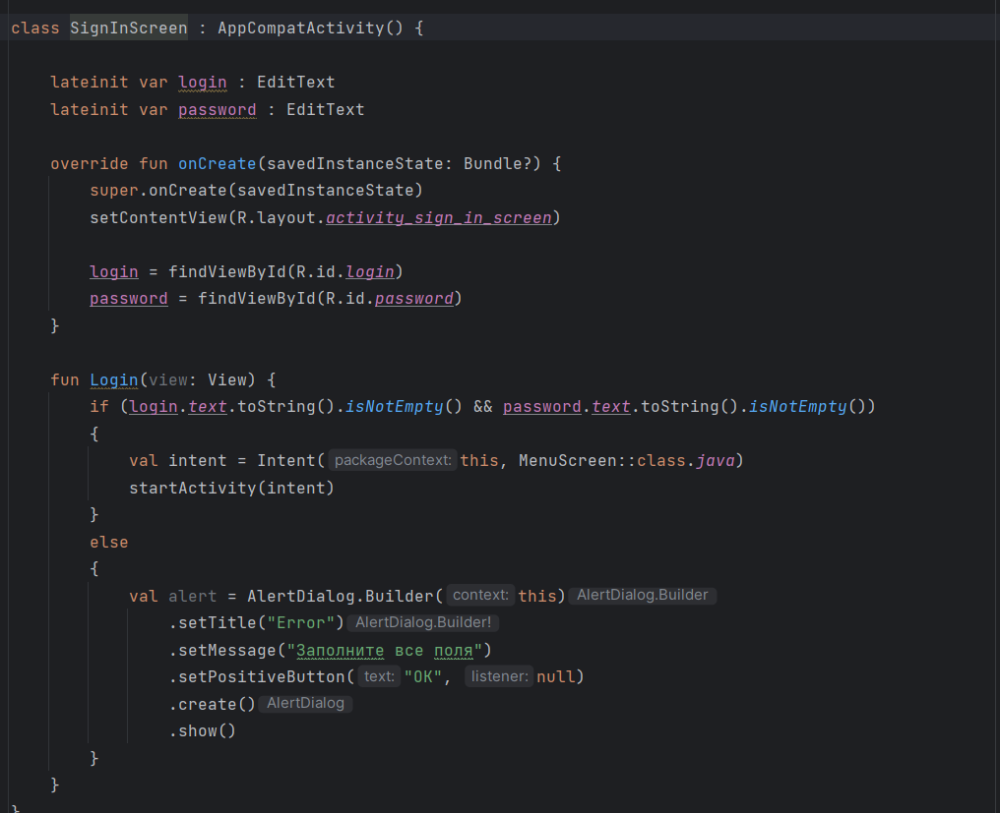 class SignInScreen : AppCompatActivity() {
lateinit var login : EditText
lateinit var password : EditText
override fun onCreate(savedInstanceState: Bundle?) {
super.onCreate(savedInstanceState)
setContentView(R.layout.activity_sign_in_screen)
login = findViewById(R.id.login)
password = findViewById(R.id.password)
}
fun Login(view: View) {
if (login.text.toString().isNotEmpty() && password.text.toString().isNotEmpty())
{
val intent = Intent( packageContext: this, MenuScreen::class.java)
startActivity(intent)
}
else
{
val alert = AlertDialog.Builder( context: this) AlertDialog.Builder
.setTitle("Error") AlertDialog.Builder!
.setMessage("Заполните все поля")
.setPositiveButton( text: "OK", listener: null)
.create() AlertDialog
.show()
}
}
}